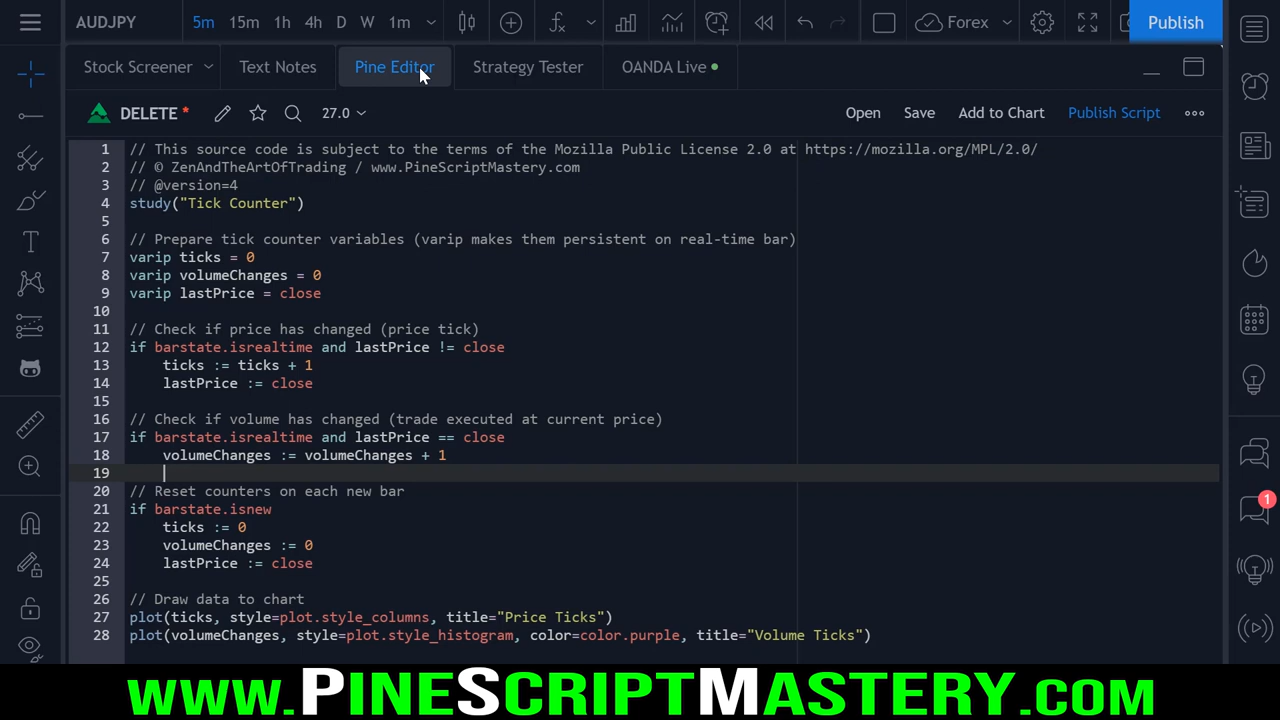 AUDJPY 5m 15m 1h 4h D W 1m Forex Publish
Stock Screener Text Notes Pine Editor Strategy Tester OANDA Live
DELETE * 27.0 Open Save Add to Chart Publish Script
1 // This source code is subject to the terms of the Mozilla Public License 2.0 at https://mozilla.org/MPL/2.0/
2 // © ZenAndTheArtOfTrading / www.PineScriptMastery.com
3 // @version=4
4 study("Tick Counter")
5
6 // Prepare tick counter variables (varip makes them persistent on real-time bar)
7 varip ticks = 0
8 varip volumeChanges = 0
9 varip lastPrice = close
10
11 // Check if price has changed (price tick)
12 if barstate.isrealtime and lastPrice != close
13     ticks := ticks + 1
14     lastPrice := close
15
16 // Check if volume has changed (trade executed at current price)
17 if barstate.isrealtime and lastPrice == close
18     volumeChanges := volumeChanges + 1
19
20 // Reset counters on each new bar
21 if barstate.isnew
22     ticks := 0
23     volumeChanges := 0
24     lastPrice := close
25
26 // Draw data to chart
27 plot(ticks, style=plot.style_columns, title="Price Ticks")
28 plot(volumeChanges, style=plot.style_histogram, color=color.purple, title="Volume Ticks")
1
www.PineScriptMastery.com